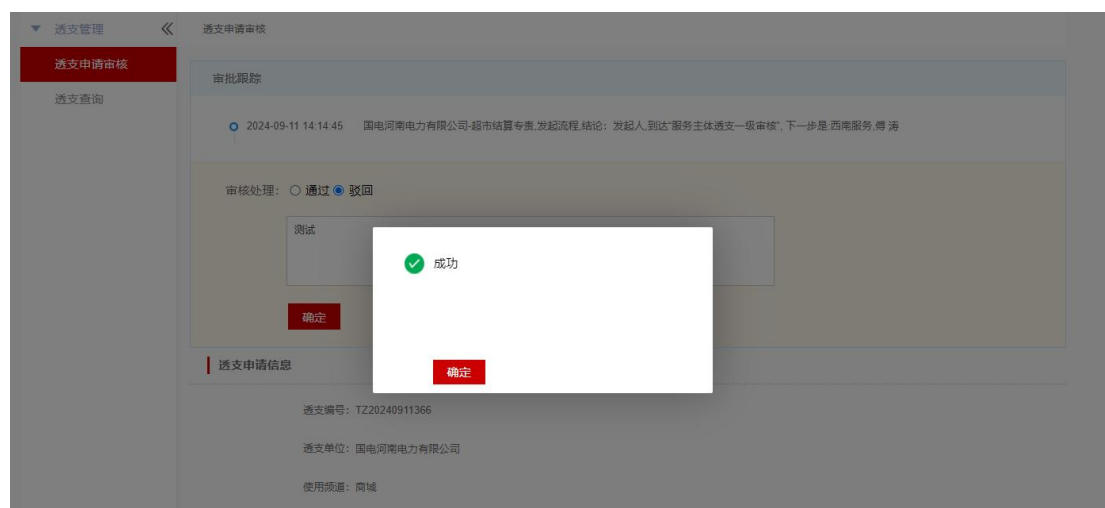 透支管理
透支申请审核
透支申请审核
透支查询
审批跟踪
2024-09-11 14:14:45 国电河南电力有限公司-超市结算专责,发起流程,结论：发起人,到达"服务主体透支一级审核",下一步是:西南服务,傅涛
审核处理： 通过 驳回
测试
成功
确定
确定
透支申请信息
透支编号：TZ20240911366
透支单位：国电河南电力有限公司
使用频道：商城